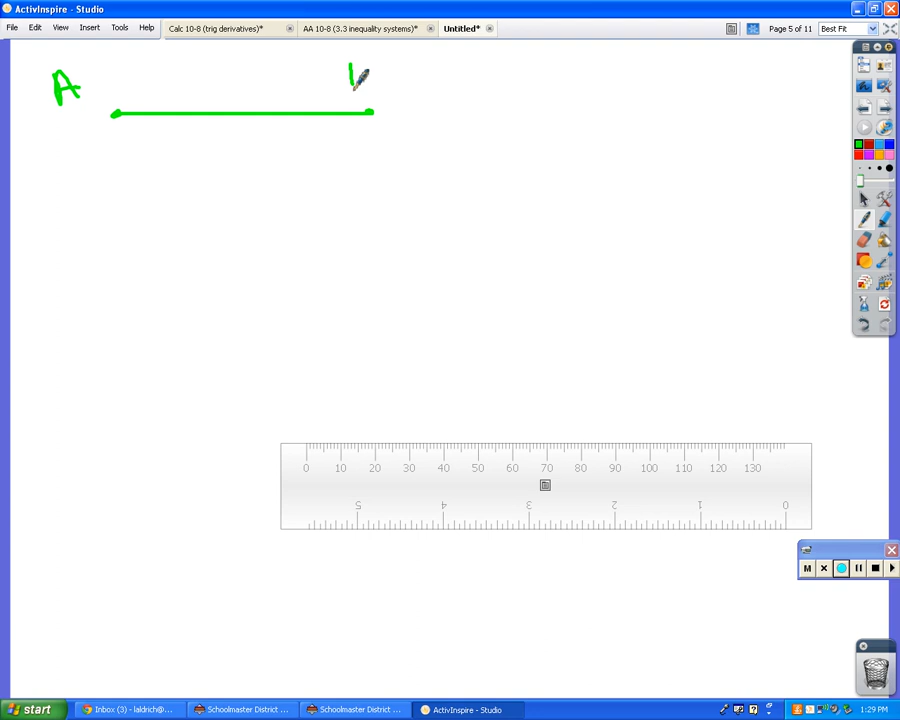 ActivInspire - Studio
File Edit View Insert Tools Help
Calc 10-8 (trig derivatives)* AA 10-8 (3.3 inequality systems)* Untitled* Page 5 of 11 Best Fit
A
0 10 20 30 40 50 60 70 80 90 100 110 120 130
5 4 3 2 1 0
M
start Inbox (3) - laldrich@... Schoolmaster District ... Schoolmaster District ... ActivInspire - Studio 1:29 PM